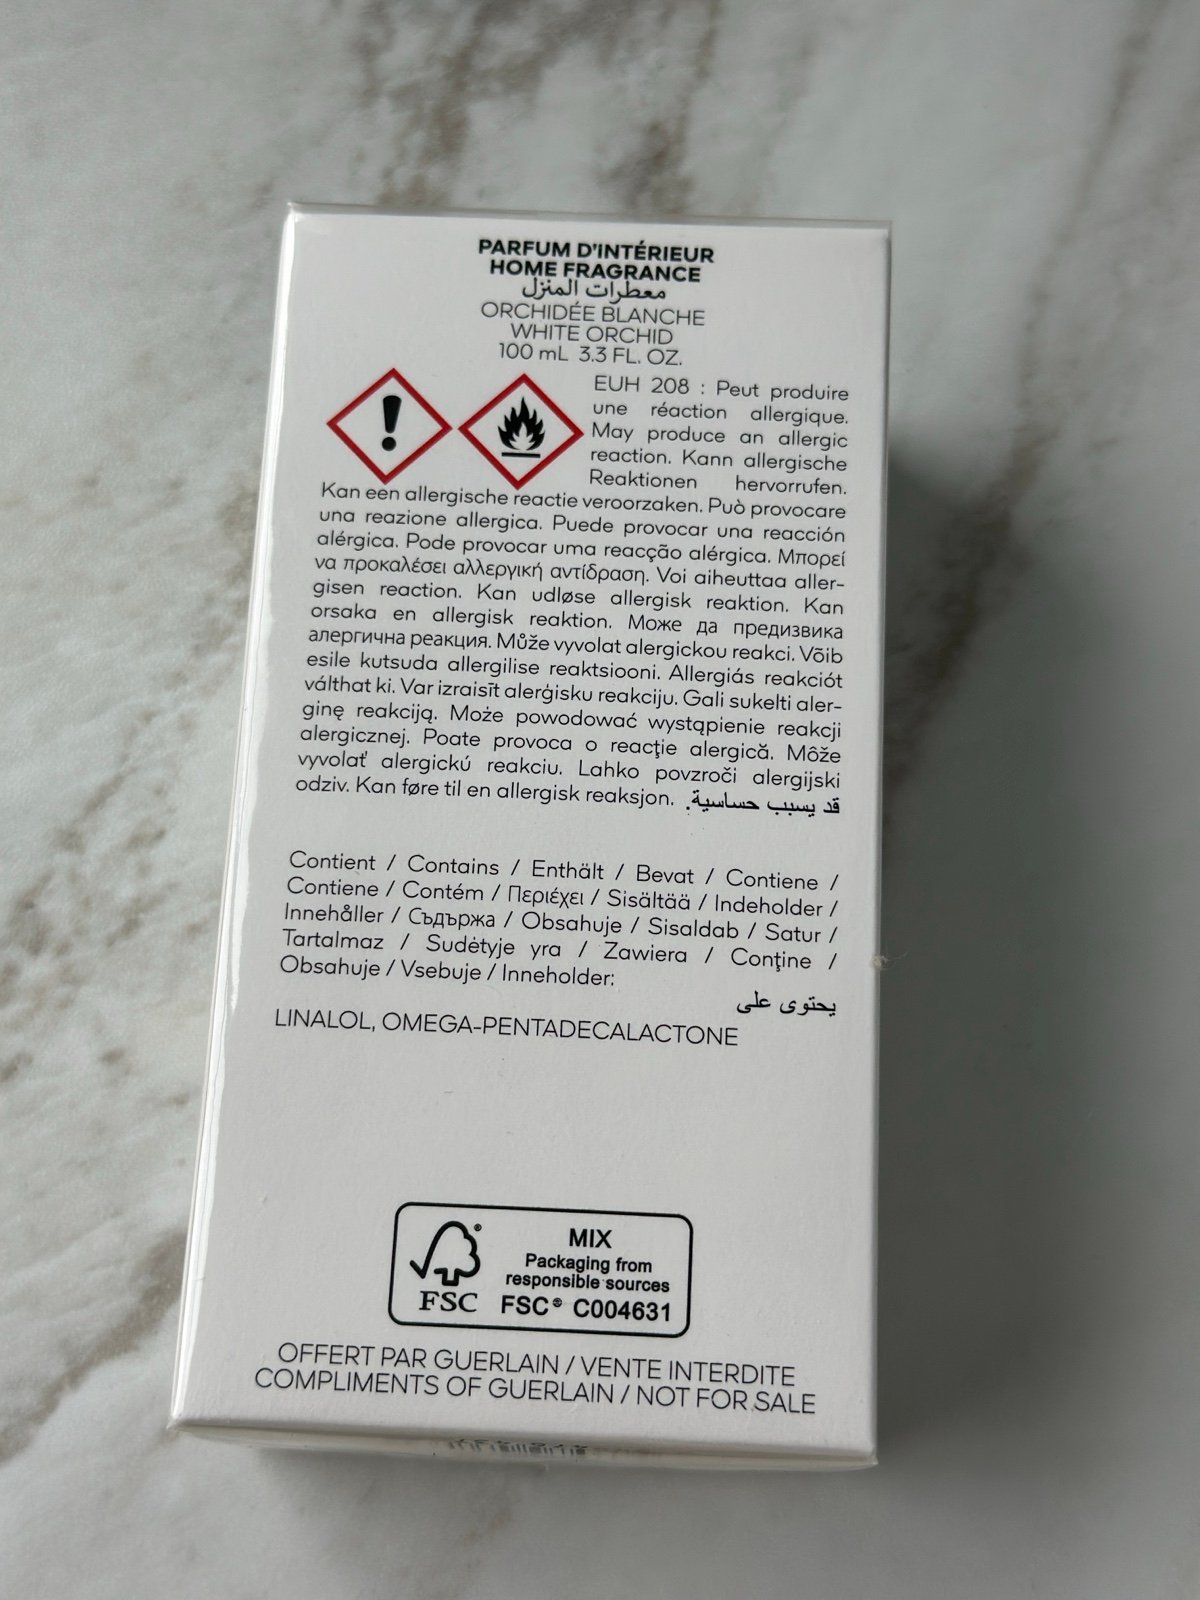 PARFUM D'INTÉRIEUR
HOME FRAGRANCE
معطرات المنزل
ORCHIDÉE BLANCHE
WHITE ORCHID
100 mL 3.3 FL. OZ.
EUH 208 : Peut produire
une réaction allergique.
May produce an allergic
reaction. Kann allergische
Reaktionen hervorrufen.
Kan een allergische reactie veroorzaken. Può provocare
una reazione allergica. Puede provocar una reacción
alérgica. Pode provocar uma reacção alérgica. Μπορεί
να προκαλέσει αλλεργική αντίδραση. Voi aiheuttaa aller-
gisen reaction. Kan udløse allergisk reaktion. Kan
orsaka en allergisk reaktion. Може да предизвика
алергична реакция. Může vyvolat alergickou reakci. Võib
esile kutsuda allergilise reaktsiooni. Allergiás reakciót
válthat ki. Var izraisīt alerģisku reakciju. Gali sukelti aler-
ginę reakciją. Może powodować wystąpienie reakcji
alergicznej. Poate provoca o reacţie alergică. Môže
vyvolať alergickú reakciu. Lahko povzroči alergijski
odziv. Kan føre til en allergisk reaksjon. قد يسبب حساسية.
Contient / Contains / Enthält / Bevat / Contiene /
Contiene / Contém / Περιέχει / Sisältää / Indeholder /
Innehåller / Съдържа / Obsahuje / Sisaldab / Satur /
Tartalmaz / Sudėtyje yra / Zawiera / Conţine /
Obsahuje / Vsebuje / Inneholder:
يحتوى على
LINALOL, OMEGA-PENTADECALACTONE
MIX
Packaging from
responsible sources
FSC® FSC® C004631
OFFERT PAR GUERLAIN / VENTE INTERDITE
COMPLIMENTS OF GUERLAIN / NOT FOR SALE